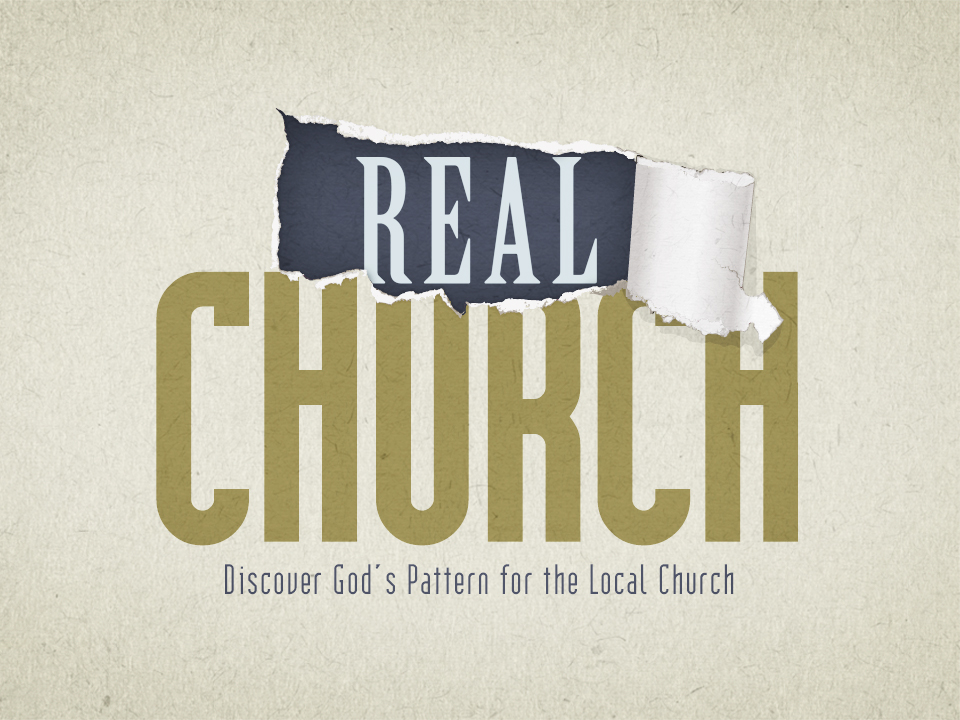 REAL
CHURCH
Discover God's Pattern for the Local Church